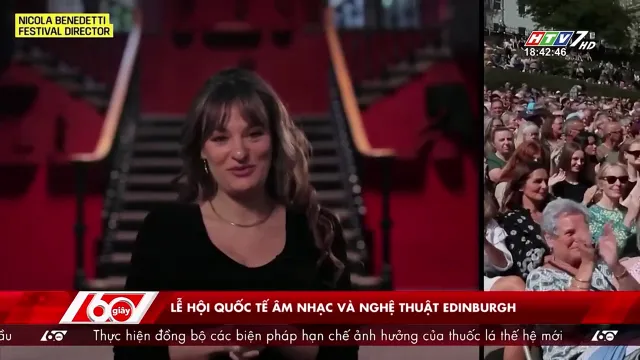 NICOLA BENEDETTI
FESTIVAL DIRECTOR
HTV7 HD
18:42:46
60 giây
LỄ HỘI QUỐC TẾ ÂM NHẠC VÀ NGHỆ THUẬT EDINBURGH
60 Thực hiện đồng bộ các biện pháp hạn chế ảnh hưởng của thuốc lá thế hệ mới 60